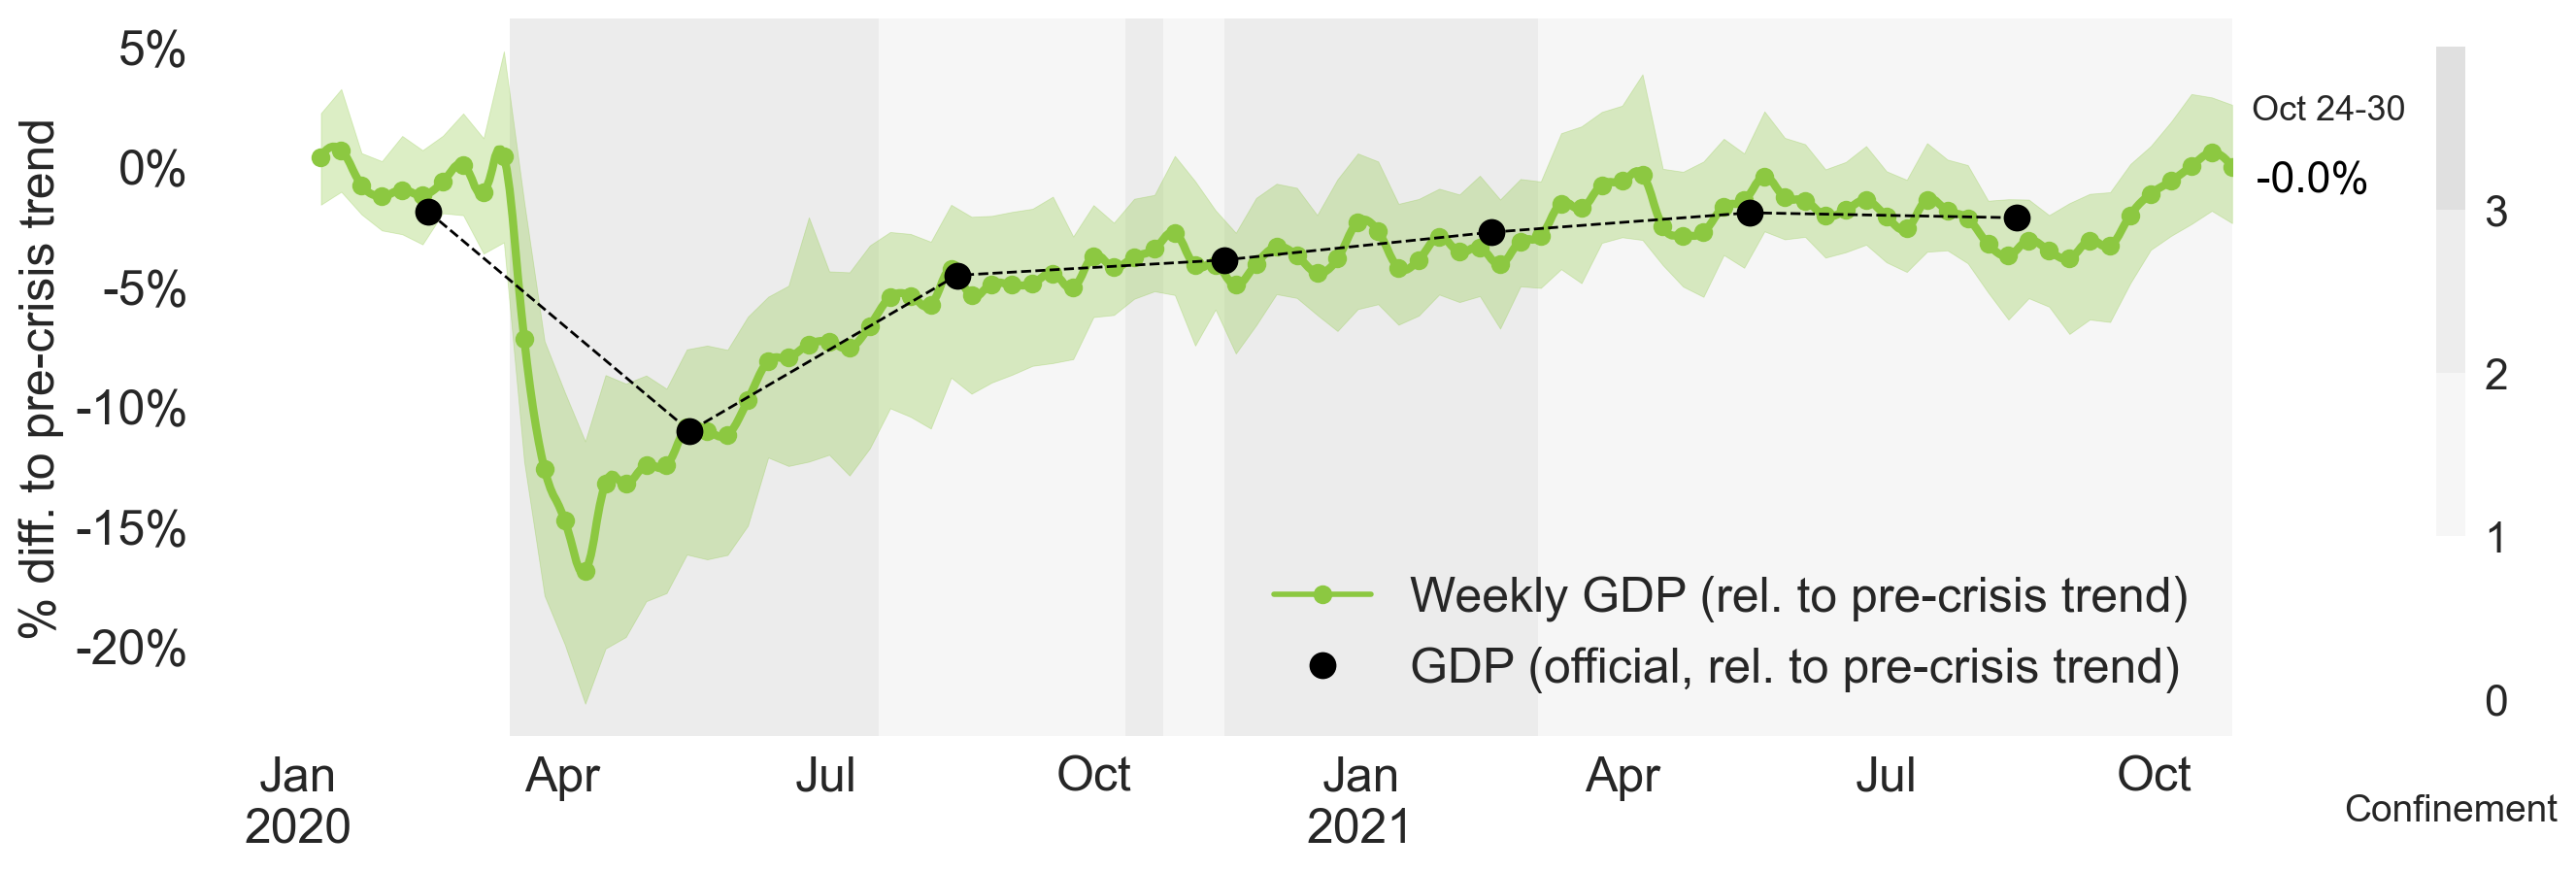 % diff. to pre-crisis trend
5%
0%
-5%
-10%
-15%
-20%
Jan
2020
Apr
Jul
Oct
Jan
2021
Apr
Jul
Oct
Weekly GDP (rel. to pre-crisis trend)
GDP (official, rel. to pre-crisis trend)
Oct 24-30
-0.0%
3
2
1
0
Confinement